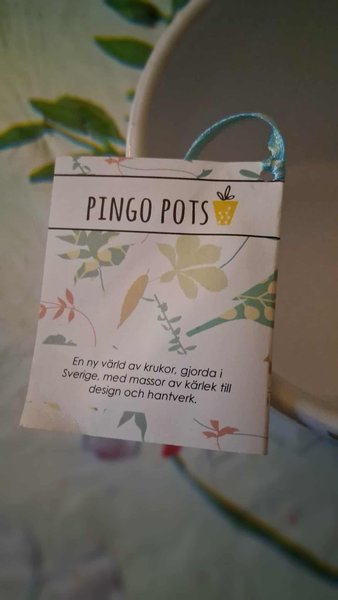 PINGO POTS
En ny värld av krukor, gjorda i
Sverige, med massor av kärlek till
design och hantverk.